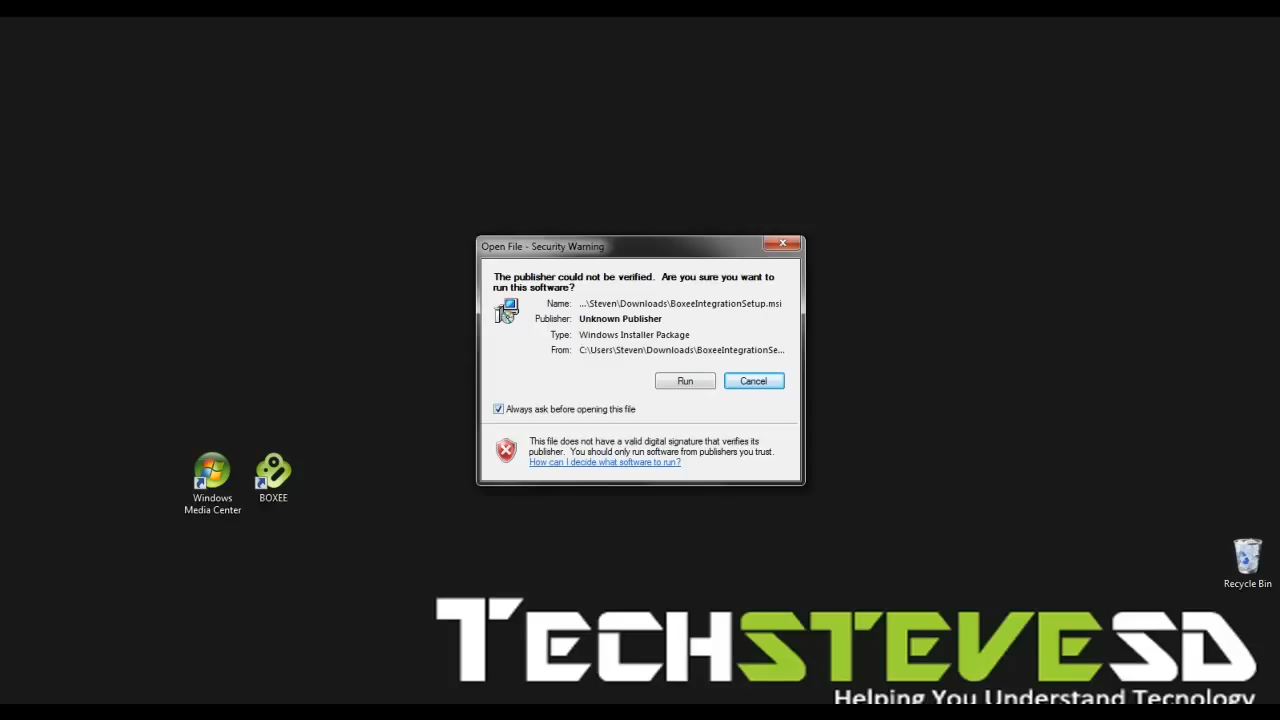 Open File - Security Warning
The publisher could not be verified. Are you sure you want to
run this software?
Name: ...\Steven\Downloads\BoxeeIntegrationSetup.msi
Publisher: Unknown Publisher
Type: Windows Installer Package
From: C:\Users\Steven\Downloads\BoxeeIntegrationSe...
Run Cancel
Always ask before opening this file
This file does not have a valid digital signature that verifies its
publisher. You should only run software from publishers you trust.
How can I decide what software to run?
Windows
Media Center
BOXEE
Recycle Bin
TECHSTEVESD
Helping You Understand Tecnology